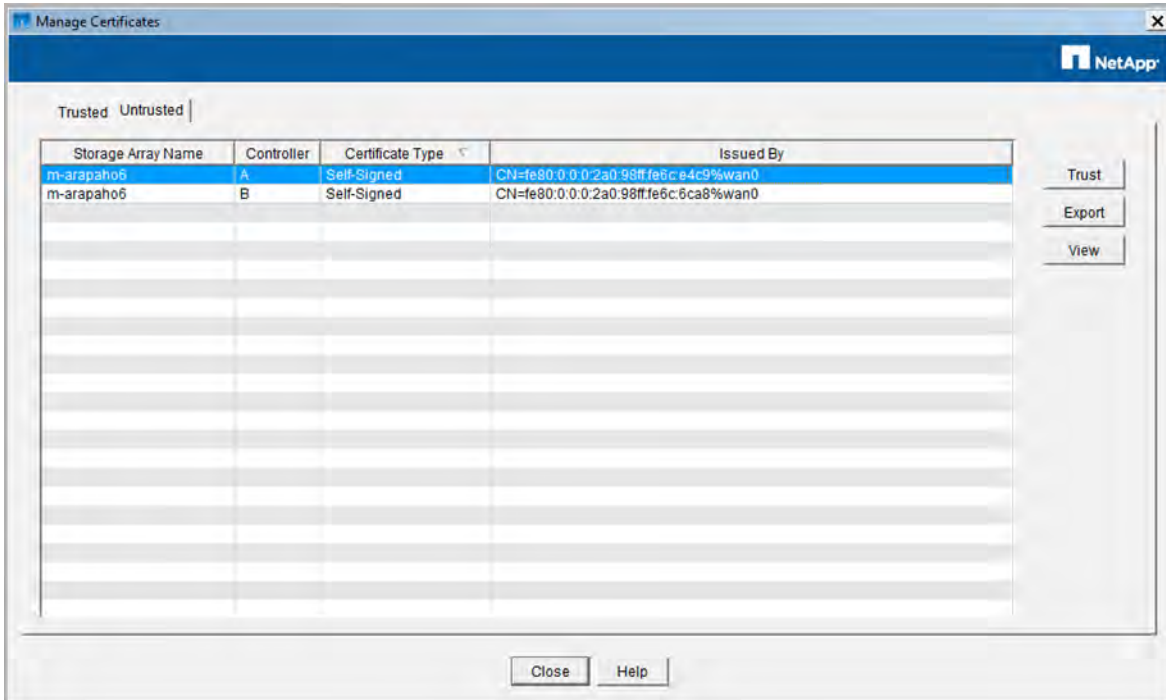 Manage Certificates
NetApp
Trusted Untrusted
Storage Array Name Controller Certificate Type Issued By
m-arapaho6 A Self-Signed CN=fe80:0:0:0:2a0:98ff:fe6c:e4c9%wan0
m-arapaho6 B Self-Signed CN=fe80:0:0:0:2a0:98ff:fe6c:6ca8%wan0
Trust
Export
View
Close Help